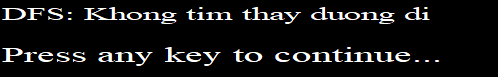 DFS: Khong tim thay duong di
Press any key to continue...